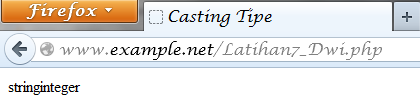 Firefox
Casting Tipe
www.example.net/Latihan7_Dwi.php
stringinteger